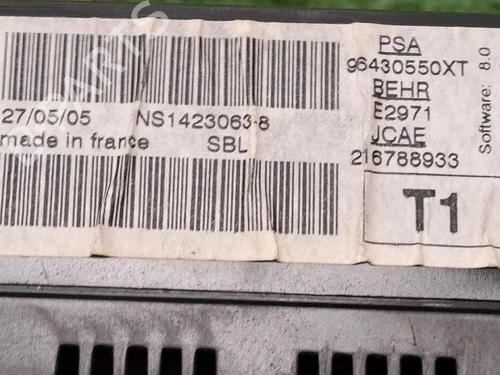 PSA
96430550XT
BEHR
E2971
JCAE
216788933
T1
Software: 8.0
27/05/05 NS1423063-8
made in france SBL
PARTS